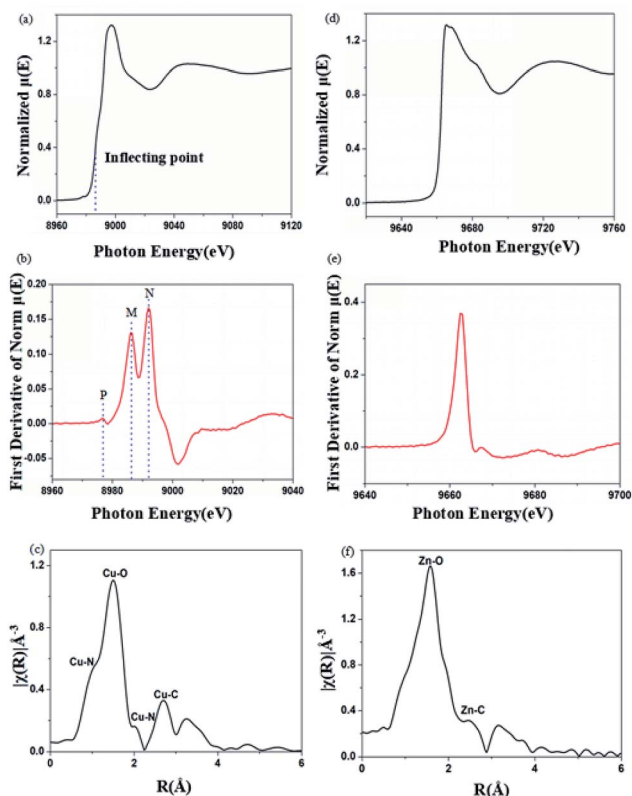 (a)
Normalized μ(E)
1.2
0.8
0.4
0.0
Inflecting point
8960 9000 9040 9080 9120
Photon Energy(eV)
(d)
Normalized μ(E)
1.2
0.8
0.4
0.0
9640 9680 9720 9760
Photon Energy(eV)
(b)
First Derivative of Norm μ(E)
0.20
0.15
0.10
0.05
0.00
-0.05
P
M
N
8960 8980 9000 9020 9040
Photon Energy(eV)
(e)
First Derivative of Norm μ(E)
0.4
0.2
0.0
9640 9660 9680 9700
Photon Energy(eV)
(c)
|χ(R)|Å⁻³
1.2
0.8
0.4
0.0
Cu-O
Cu-N
Cu-N
Cu-C
0 2 4 6
R(Å)
(f)
|χ(R)|Å⁻³
1.6
1.2
0.8
0.4
0.0
Zn-O
Zn-C
0 2 4 6
R(Å)